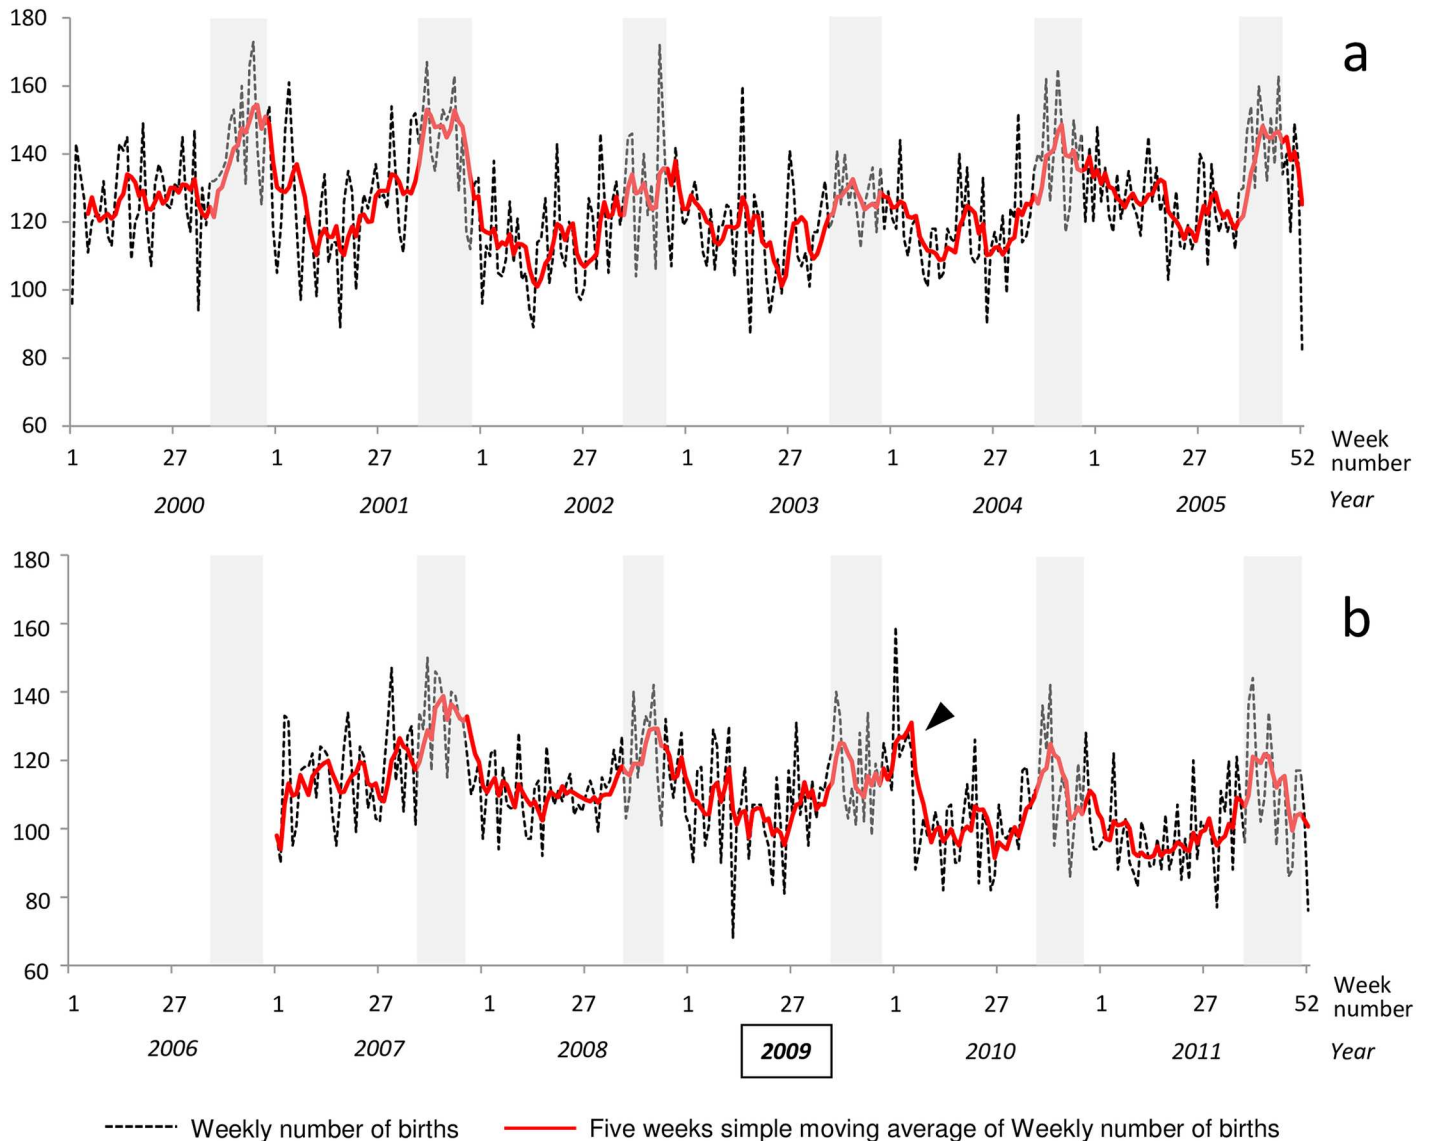 180
a
160
140
120
100
80
60
1 27 1 27 1 27 1 27 1 27 1 27 52
Week
number
2000 2001 2002 2003 2004 2005 Year
180
160
b
140
120
100
80
60
1 27 1 27 1 27 1 27 1 27 1 27 52
Week
number
2006 2007 2008 2009 2010 2011 Year
Weekly number of births Five weeks simple moving average of Weekly number of births